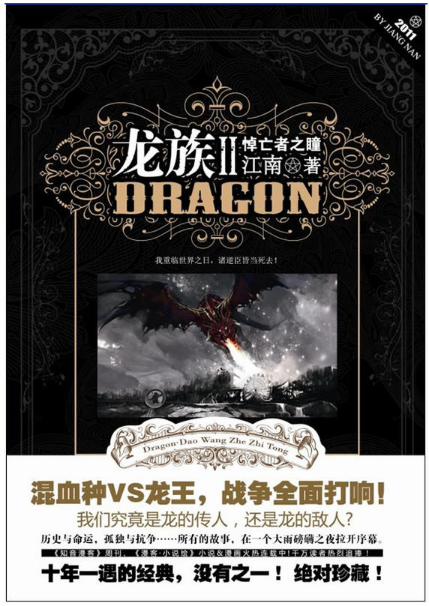 2011
BY JIANG NAN
龙族II 悼亡者之瞳
江南 著
DRAGON
我重临世界之日，诸逆臣皆当死去！
Dragon·Dao Wang Zhe Zhi Tong
混血种VS龙王，战争全面打响！
我们究竟是龙的传人，还是龙的敌人?
历史与命运，孤独与抗争……所有的故事，在一个大雨磅礴之夜拉开序幕。
《知音漫客》周刊，《漫客·小说绘》小说&漫画火热连载中!千万读者热烈追捧！
十年一遇的经典，没有之一！ 绝对珍藏！